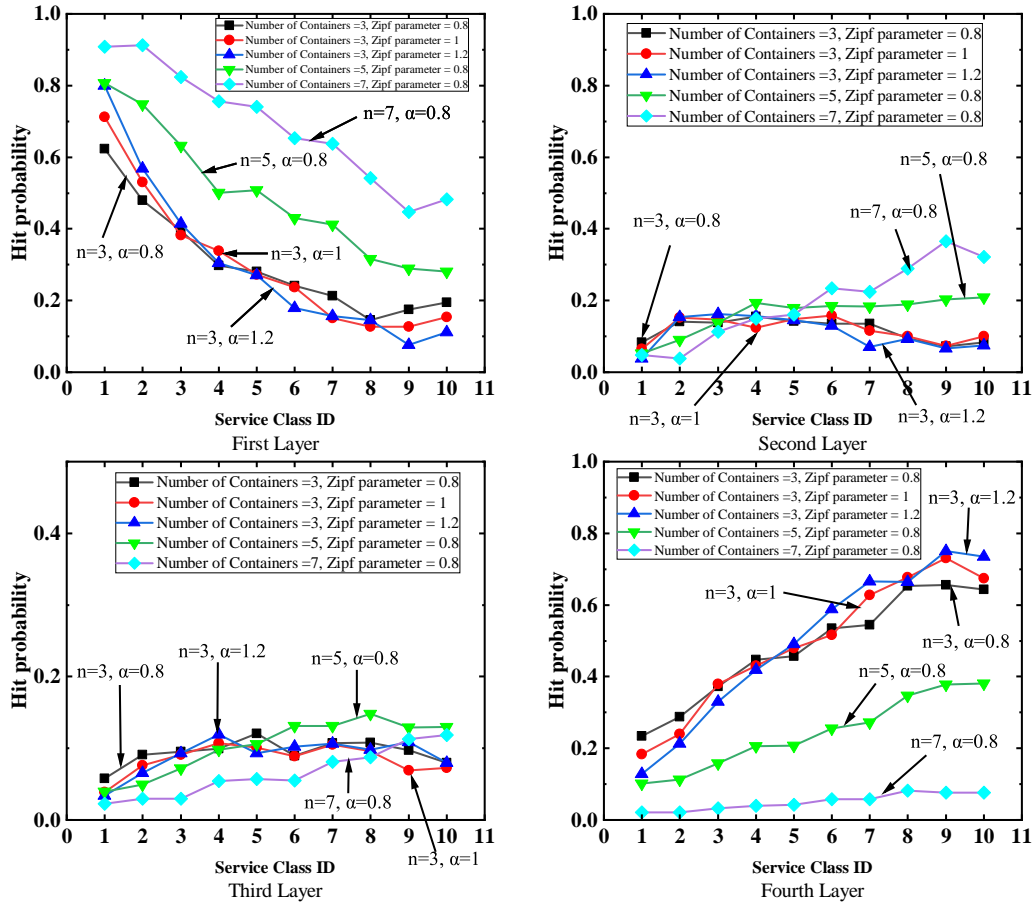 1.0
0.8
0.6
0.4
0.2
0.0
Hit probability
Number of Containers =3, Zipf parameter = 0.8
Number of Containers =3, Zipf parameter = 1
Number of Containers =3, Zipf parameter = 1.2
Number of Containers =5, Zipf parameter = 0.8
Number of Containers =7, Zipf parameter = 0.8
n=7, α=0.8
n=5, α=0.8
n=3, α=0.8
n=3, α=1
n=3, α=1.2
0 1 2 3 4 5 6 7 8 9 10 11
Service Class ID
First Layer
1.0
0.8
0.6
0.4
0.2
0.0
Hit probability
Number of Containers =3, Zipf parameter = 0.8
Number of Containers =3, Zipf parameter = 1
Number of Containers =3, Zipf parameter = 1.2
Number of Containers =5, Zipf parameter = 0.8
Number of Containers =7, Zipf parameter = 0.8
n=5, α=0.8
n=7, α=0.8
n=3, α=0.8
0 1 2 3 4 5 6 7 8 9 10 11
n=3, α=1
n=3, α=1.2
Service Class ID
Second Layer
0.4
0.2
0.0
Hit probability
Number of Containers =3, Zipf parameter = 0.8
Number of Containers =3, Zipf parameter = 1
Number of Containers =3, Zipf parameter = 1.2
Number of Containers =5, Zipf parameter = 0.8
Number of Containers =7, Zipf parameter = 0.8
n=3, α=0.8
n=3, α=1.2
n=5, α=0.8
n=7, α=0.8
n=3, α=1
0 1 2 3 4 5 6 7 8 9 10 11
Service Class ID
Third Layer
1.0
0.8
0.6
0.4
0.2
0.0
Hit probability
Number of Containers =3, Zipf parameter = 0.8
Number of Containers =3, Zipf parameter = 1
Number of Containers =3, Zipf parameter = 1.2
Number of Containers =5, Zipf parameter = 0.8
Number of Containers =7, Zipf parameter = 0.8
n=3, α=1.2
n=3, α=1
n=3, α=0.8
n=5, α=0.8
n=7, α=0.8
0 1 2 3 4 5 6 7 8 9 10 11
Service Class ID
Fourth Layer